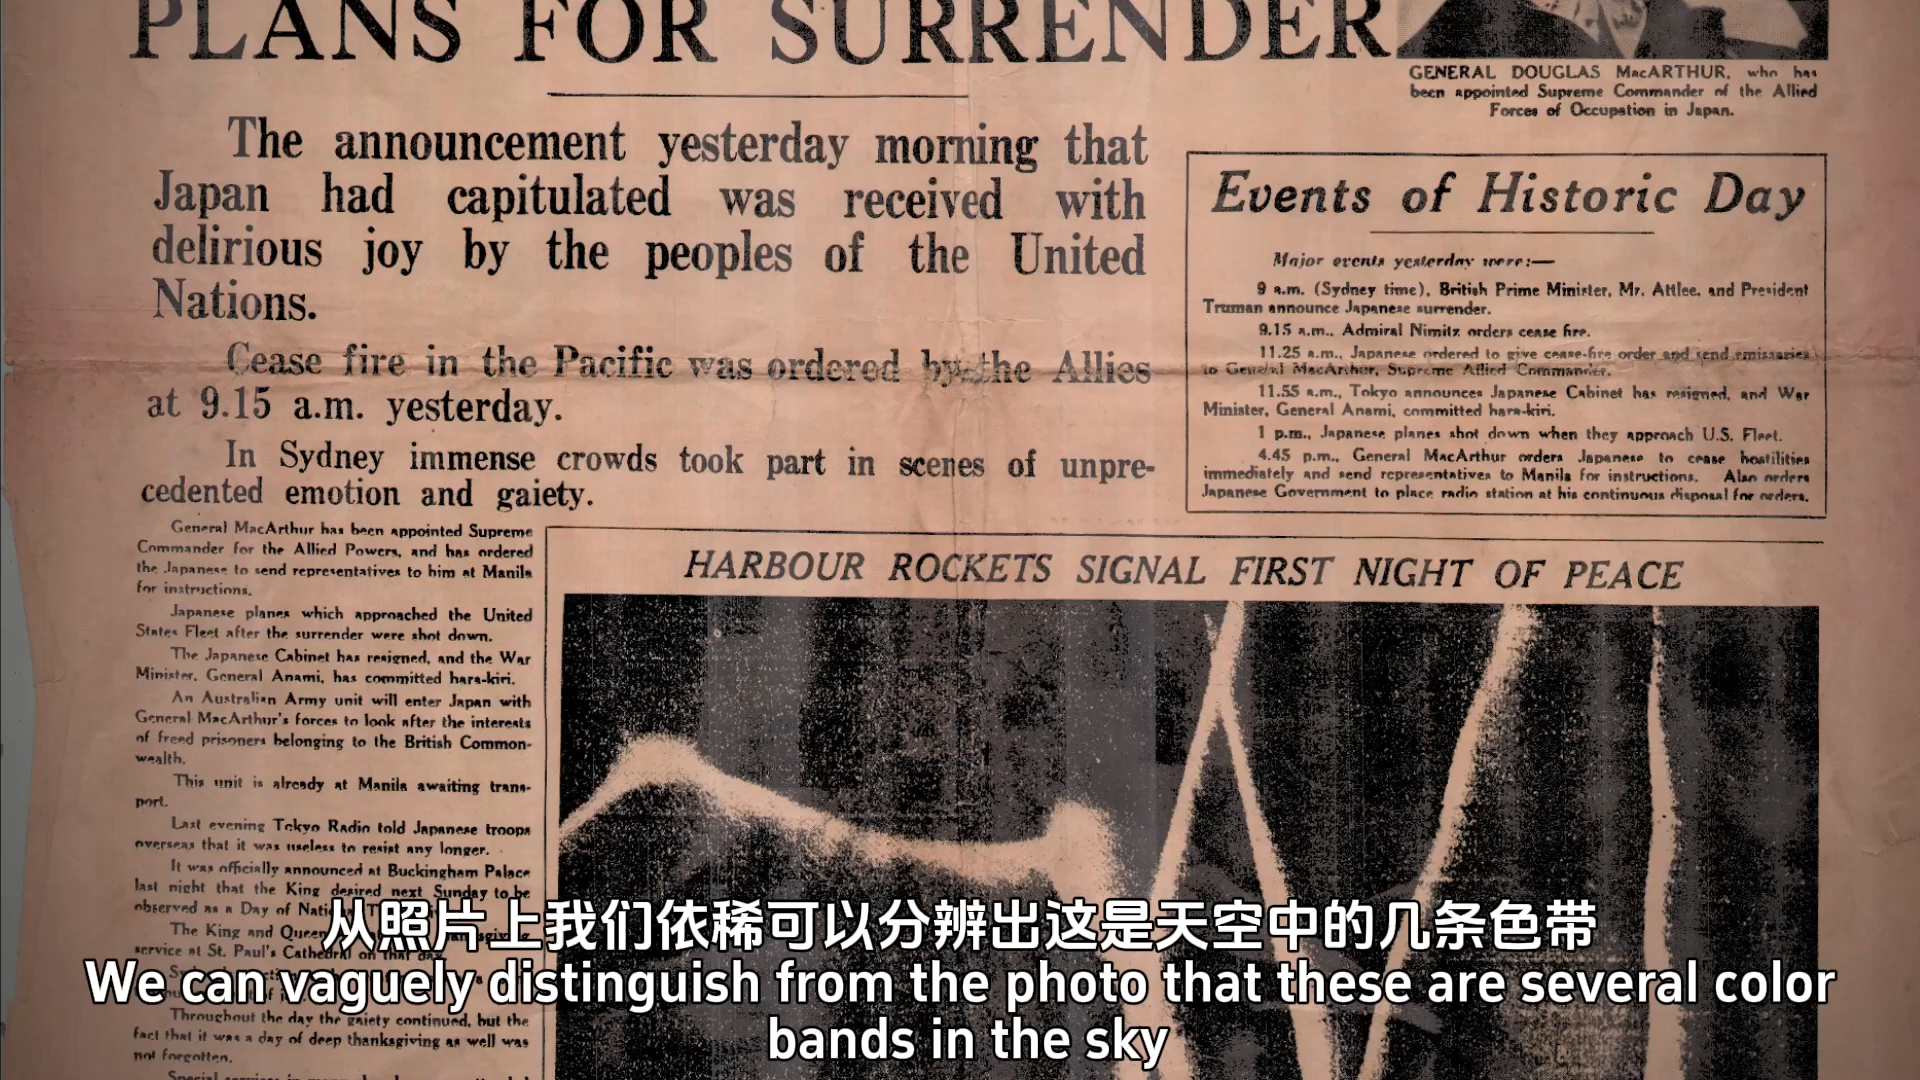 PLANS FOR SURRENDER
GENERAL DOUGLAS MacARTHUR, who has
been appointed Supreme Commander of the Allied
Forces of Occupation in Japan.
The announcement yesterday morning that
Japan had capitulated was received with
delirious joy by the peoples of the United
Nations.
Cease fire in the Pacific was ordered by the Allies
at 9.15 a.m. yesterday.
In Sydney immense crowds took part in scenes of unpre-
cedented emotion and gaiety.
Events of Historic Day
Major events yesterday were:—
9 a.m. (Sydney time), British Prime Minister, Mr. Attlee, and President
Truman announce Japanese surrender.
9.15 a.m., Admiral Nimitz orders cease fire.
11.25 a.m., Japanese ordered to give cease-fire order and send emissaries
to General MacArthur, Supreme Allied Commander.
11.55 a.m., Tokyo announces Japanese Cabinet has resigned, and War
Minister, General Anami, committed hara-kiri.
1 p.m., Japanese planes shot down when they approach U.S. Fleet.
4.45 p.m., General MacArthur orders Japanese to cease hostilities
immediately and send representatives to Manila for instructions. Also orders
Japanese Government to place radio station at his continuous disposal for orders.
General MacArthur has been appointed Supreme
Commander for the Allied Powers, and has ordered
the Japanese to send representatives to him at Manila
for instructions.
Japanese planes which approached the United
States Fleet after the surrender were shot down.
The Japanese Cabinet has resigned, and the War
Minister, General Anami, has committed hara-kiri.
An Australian Army unit will enter Japan with
General MacArthur's forces to look after the interests
of freed prisoners belonging to the British Common-
wealth.
This unit is already at Manila awaiting trans-
port.
Last evening Tokyo Radio told Japanese troops
overseas that it was useless to resist any longer.
It was officially announced at Buckingham Palace
last night that the King desired next Sunday to be
observed as a Day of
The King and Queen
service at St. Paul's Cathedral on that day.
Throughout the day the gaiety continued, but the
fact that it was a day of deep thanksgiving as well was
not forgotten.
HARBOUR ROCKETS SIGNAL FIRST NIGHT OF PEACE
从照片上我们依稀可以分辨出这是天空中的几条色带
We can vaguely distinguish from the photo that these are several color
bands in the sky